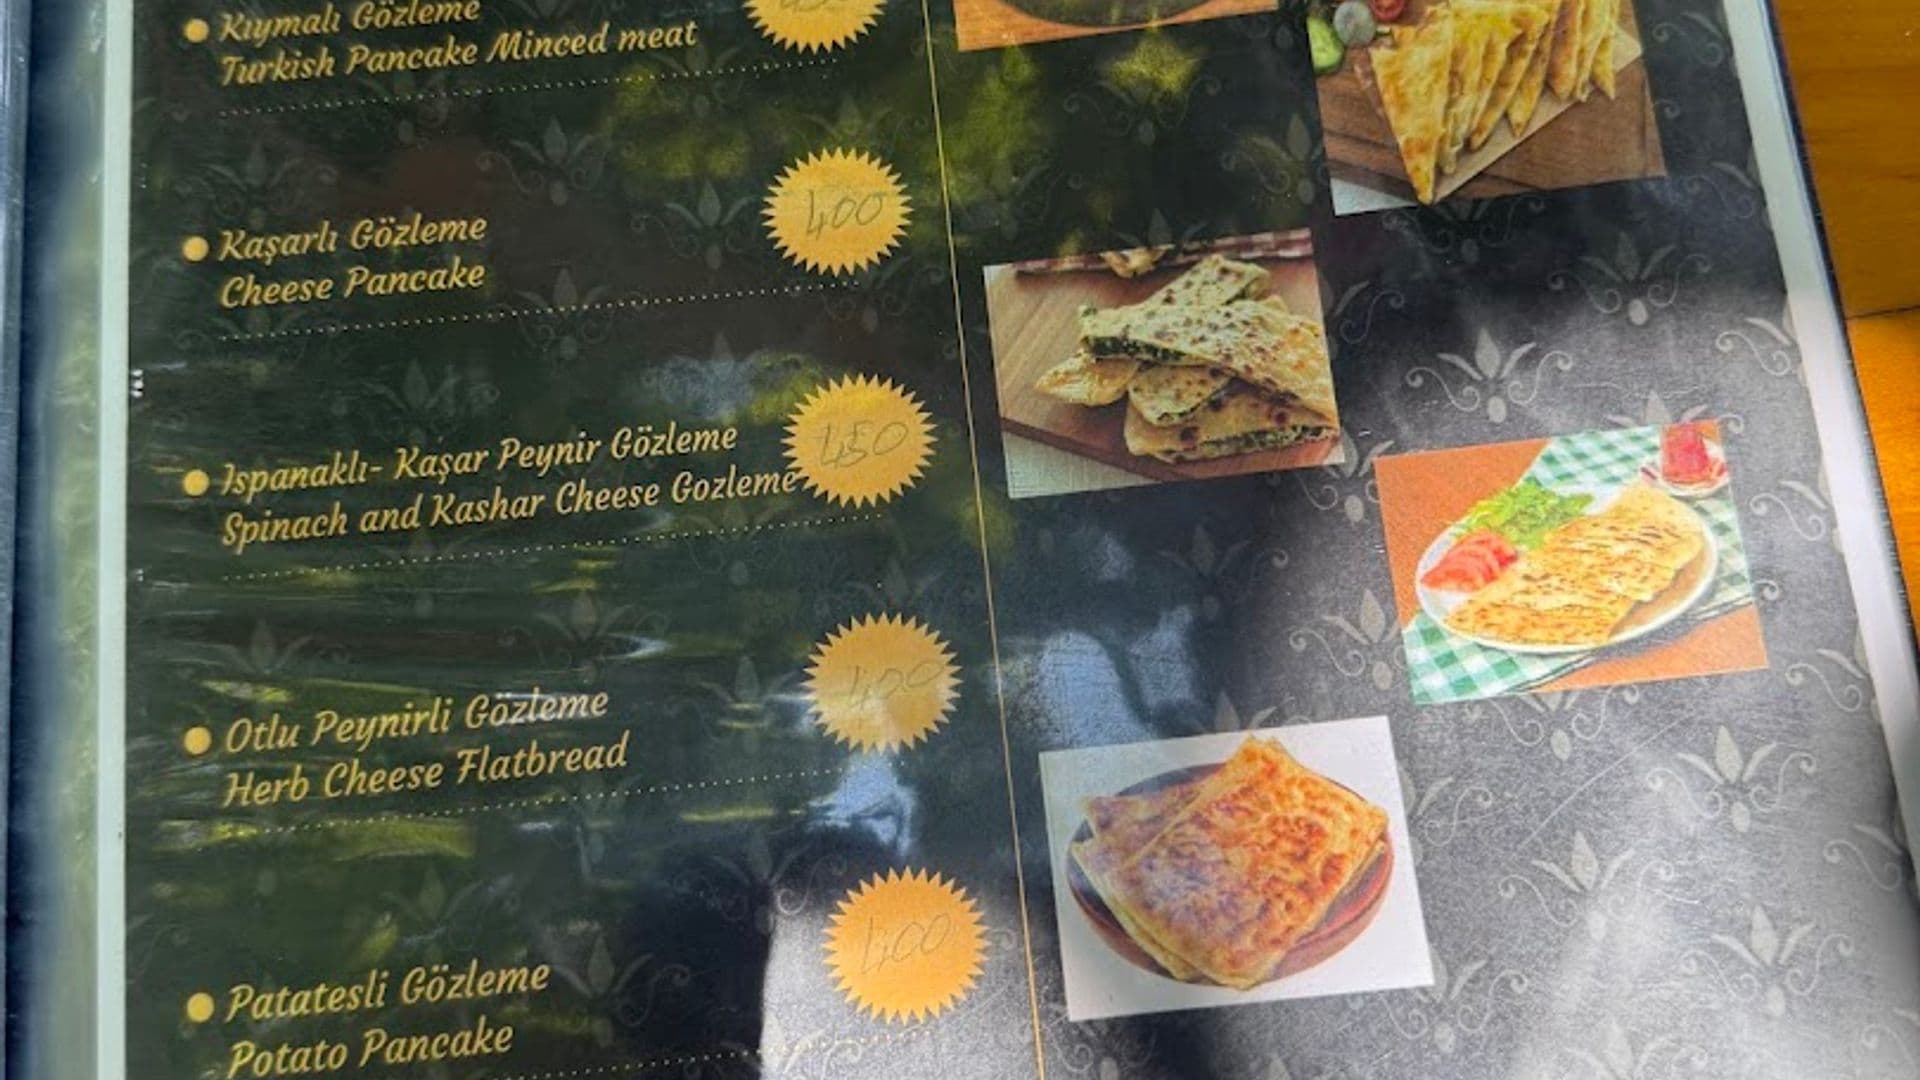 Kıymalı Gözleme
Turkish Pancake Minced meat
Kaşarlı Gözleme
Cheese Pancake
400
Ispanaklı- Kaşar Peynir Gözleme
Spinach and Kashar Cheese Gozleme
450
Otlu Peynirli Gözleme
Herb Cheese Flatbread
400
Patatesli Gözleme
Potato Pancake
400